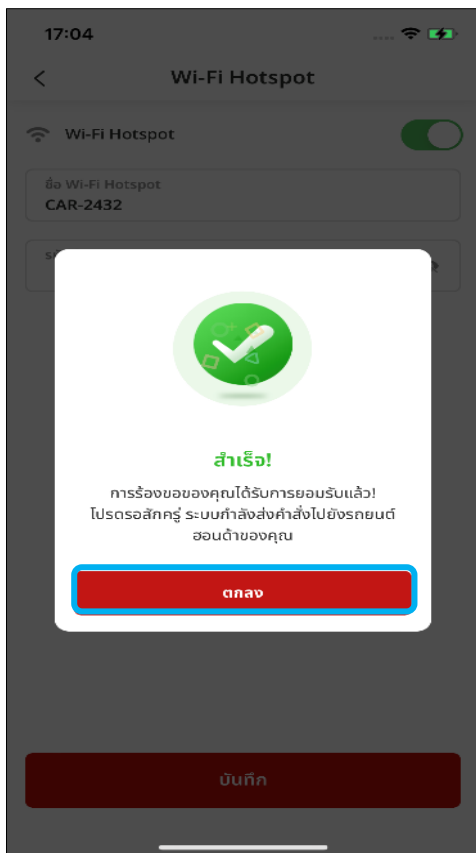 17:04
Wi-Fi Hotspot
Wi-Fi Hotspot
ชื่อ Wi-Fi Hotspot
CAR-2432
สำเร็จ!
การร้องขอของคุณได้รับการยอมรับแล้ว!
โปรดรอสักครู่ ระบบกำลังส่งคำสั่งไปยังรถยนต์
ฮอนด้าของคุณ
ตกลง
บันทึก